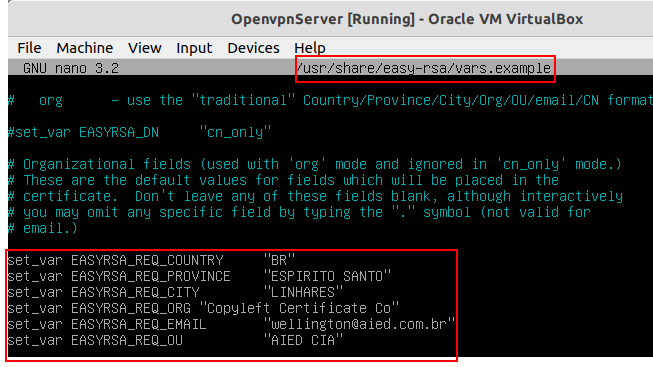 OpenvpnServer [Running] - Oracle VM VirtualBox
File Machine View Input Devices Help
GNU nano 3.2 /usr/share/easy-rsa/vars.example
# org - use the "traditional" Country/Province/City/Org/OU/email/CN format
#set_var EASYRSA_DN "cn_only"
# Organizational fields (used with 'org' mode and ignored in 'cn_only' mode.)
# These are the default values for fields which will be placed in the
# certificate. Don't leave any of these fields blank, although interactively
# you may omit any specific field by typing the "." symbol (not valid for
# email.)
set_var EASYRSA_REQ_COUNTRY "BR"
set_var EASYRSA_REQ_PROVINCE "ESPIRITO SANTO"
set_var EASYRSA_REQ_CITY "LINHARES"
set_var EASYRSA_REQ_ORG "Copyleft Certificate Co"
set_var EASYRSA_REQ_EMAIL "wellington@aied.com.br"
set_var EASYRSA_REQ_OU "AIED CIA"